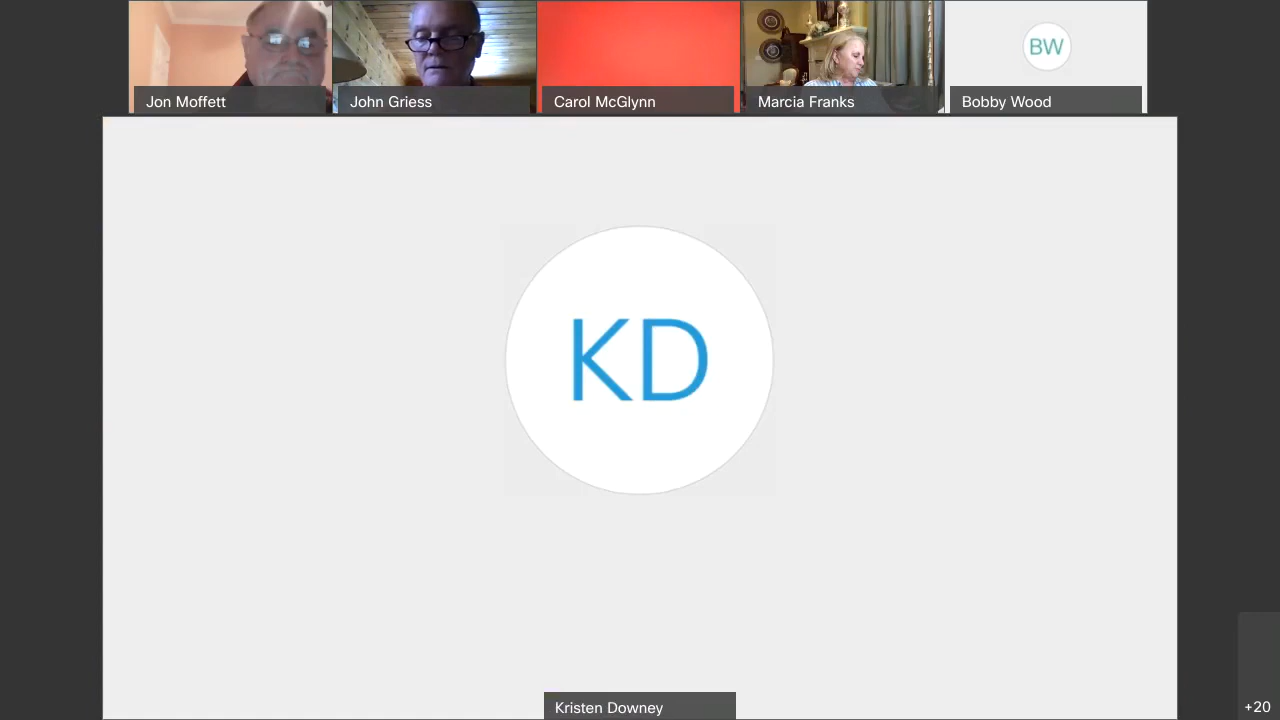 Jon Moffett
John Griess
Carol McGlynn
Marcia Franks
BW
Bobby Wood
KD
Kristen Downey
+20